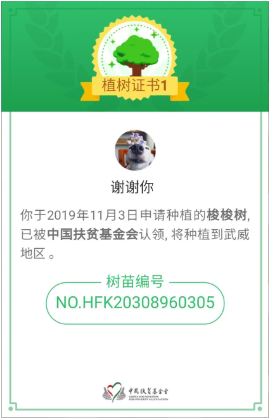 植树证书1
谢谢你
你于2019年11月3日申请种植的梭梭树,
已被中国扶贫基金会认领, 将种植到武威
地区 。
树苗编号
NO.HFK20308960305
中国扶贫基金会